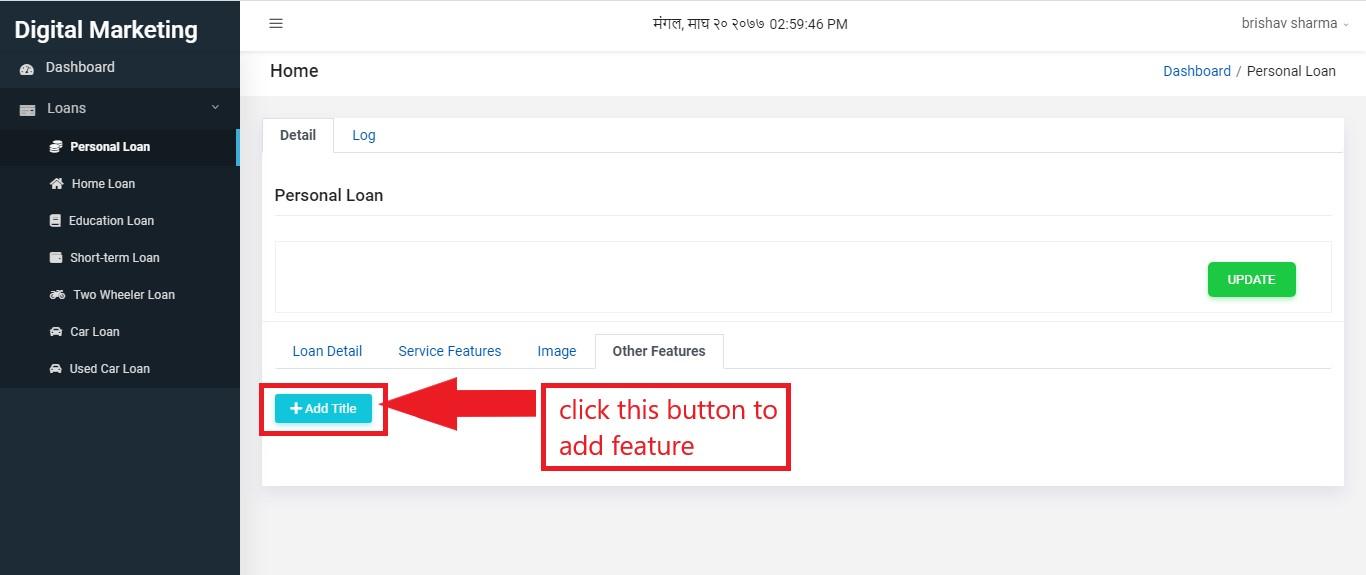 Digital Marketing
मंगल, माघ २० २०७७ 02:59:46 PM
brishav sharma
Dashboard
Loans
Personal Loan
Home Loan
Education Loan
Short-term Loan
Two Wheeler Loan
Car Loan
Used Car Loan
Home
Dashboard / Personal Loan
Detail Log
Personal Loan
UPDATE
Loan Detail Service Features Image Other Features
Add Title
click this button to
add feature